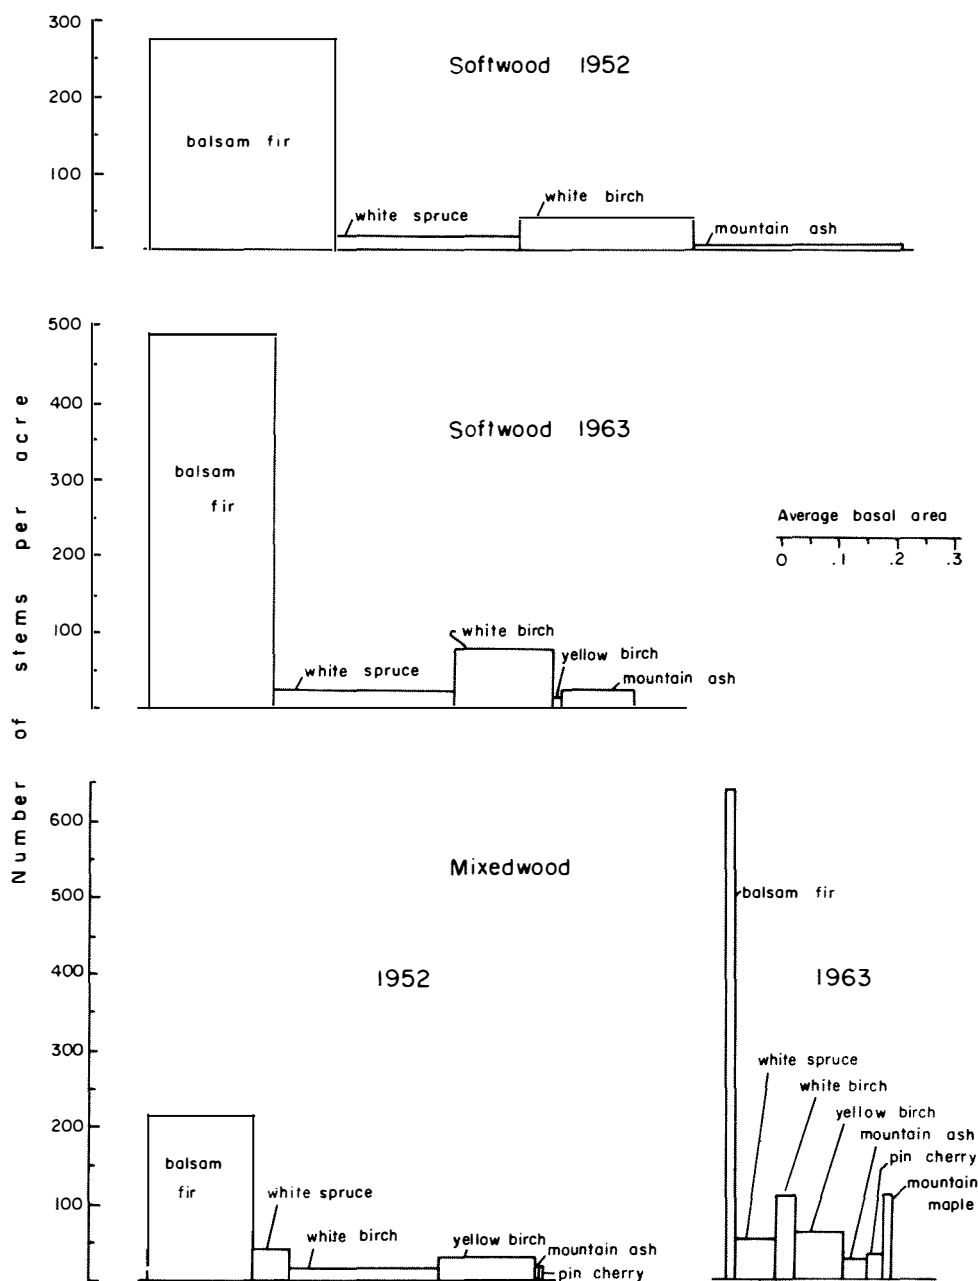 300
Softwood 1952
200
balsam fir
100
white spruce
white birch
mountain ash
Number of stems per acre
500
400
Softwood 1963
balsam
fir
300
200
Average basal area
0 .1 .2 .3
100
white birch
white spruce
yellow birch
mountain ash
600
Mixedwood
500
balsam fir
400
1952
1963
300
white spruce
white birch
200
yellow birch
mountain ash
pin cherry
balsam
fir
mountain
maple
100
white spruce
white birch
yellow birch
mountain ash
pin cherry